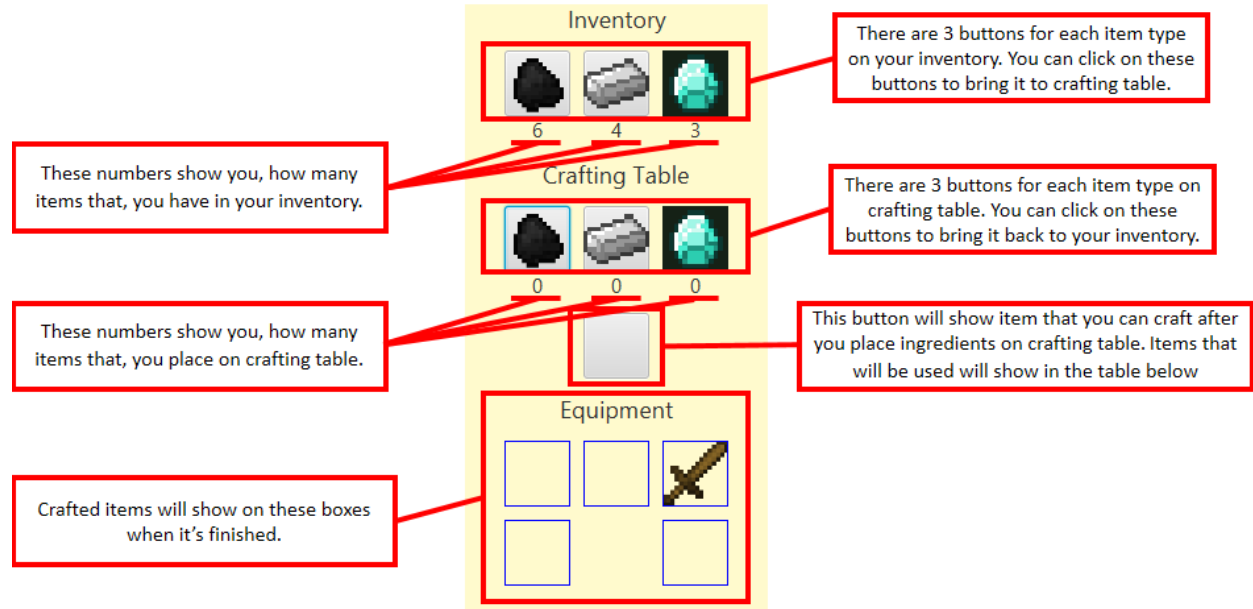 Inventory
There are 3 buttons for each item type
on your inventory. You can click on these
buttons to bring it to crafting table.
6 4 3
These numbers show you, how many
items that, you have in your inventory.
Crafting Table
There are 3 buttons for each item type on
crafting table. You can click on these
buttons to bring it back to your inventory.
0 0 0
These numbers show you, how many
items that, you place on crafting table.
This button will show item that you can craft after
you place ingredients on crafting table. Items that
will be used will show in the table below
Equipment
Crafted items will show on these boxes
when it’s finished.